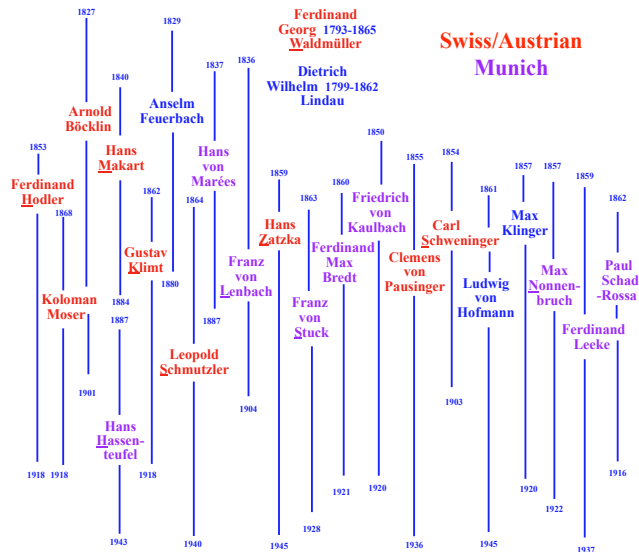 Ferdinand
Georg 1793-1865
Waldmüller
Swiss/Austrian
Munich
Dietrich
Wilhelm 1799-1862
Lindau
1853
Ferdinand
Hodler
1918
1868
Koloman
Moser
1918
1827
Arnold
Böcklin
1901
1840
Hans
Makart
1884
1887
Hans
Hassen-
teufel
1943
1862
Gustav
Klimt
1918
1829
Anselm
Feuerbach
1880
1864
Leopold
Schmutzler
1940
1837
Hans
von
Marées
1887
1836
Franz
von
Lenbach
1904
1859
Hans
Zatzka
1945
1863
Franz
von
Stuck
1928
1860
Ferdinand
Max
Bredt
1921
1850
Friedrich
von
Kaulbach
1920
1855
Clemens
von
Pausinger
1936
1854
Carl
Schweninger
1903
1861
Ludwig
von
Hofmann
1945
1857
Max
Klinger
1920
1857
Max
Nonnen-
bruch
1922
1859
Ferdinand
Leeke
1937
1862
Paul
Schad
-Rossa
1916